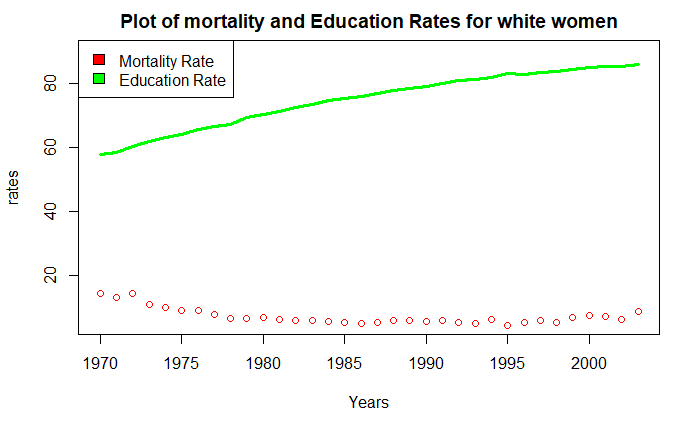 Plot of mortality and Education Rates for white women
Mortality Rate
Education Rate
80
60
40
20
rates
1970 1975 1980 1985 1990 1995 2000
Years